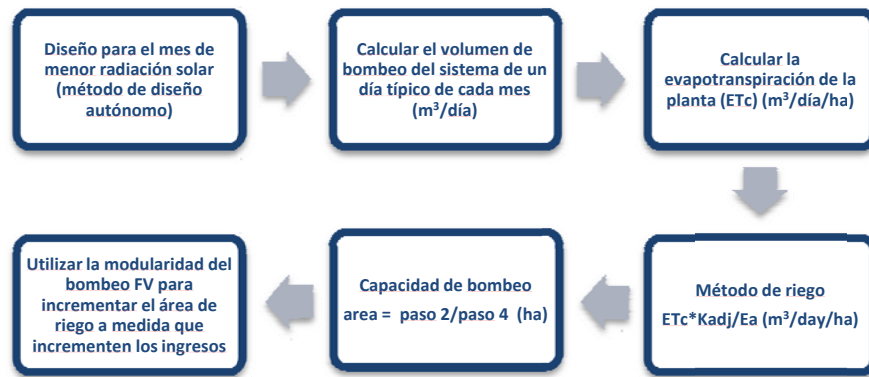 Diseño para el mes de
menor radiación solar
(método de diseño
autónomo)
Calcular el volumen de
bombeo del sistema de un
día típico de cada mes
(m³/día)
Calcular la
evapotranspiración de la
planta (ETc) (m³/día/ha)
Método de riego
ETc*Kadj/Ea (m³/day/ha)
Capacidad de bombeo
area = paso 2/paso 4 (ha)
Utilizar la modularidad del
bombeo FV para
incrementar el área de
riego a medida que
incrementen los ingresos